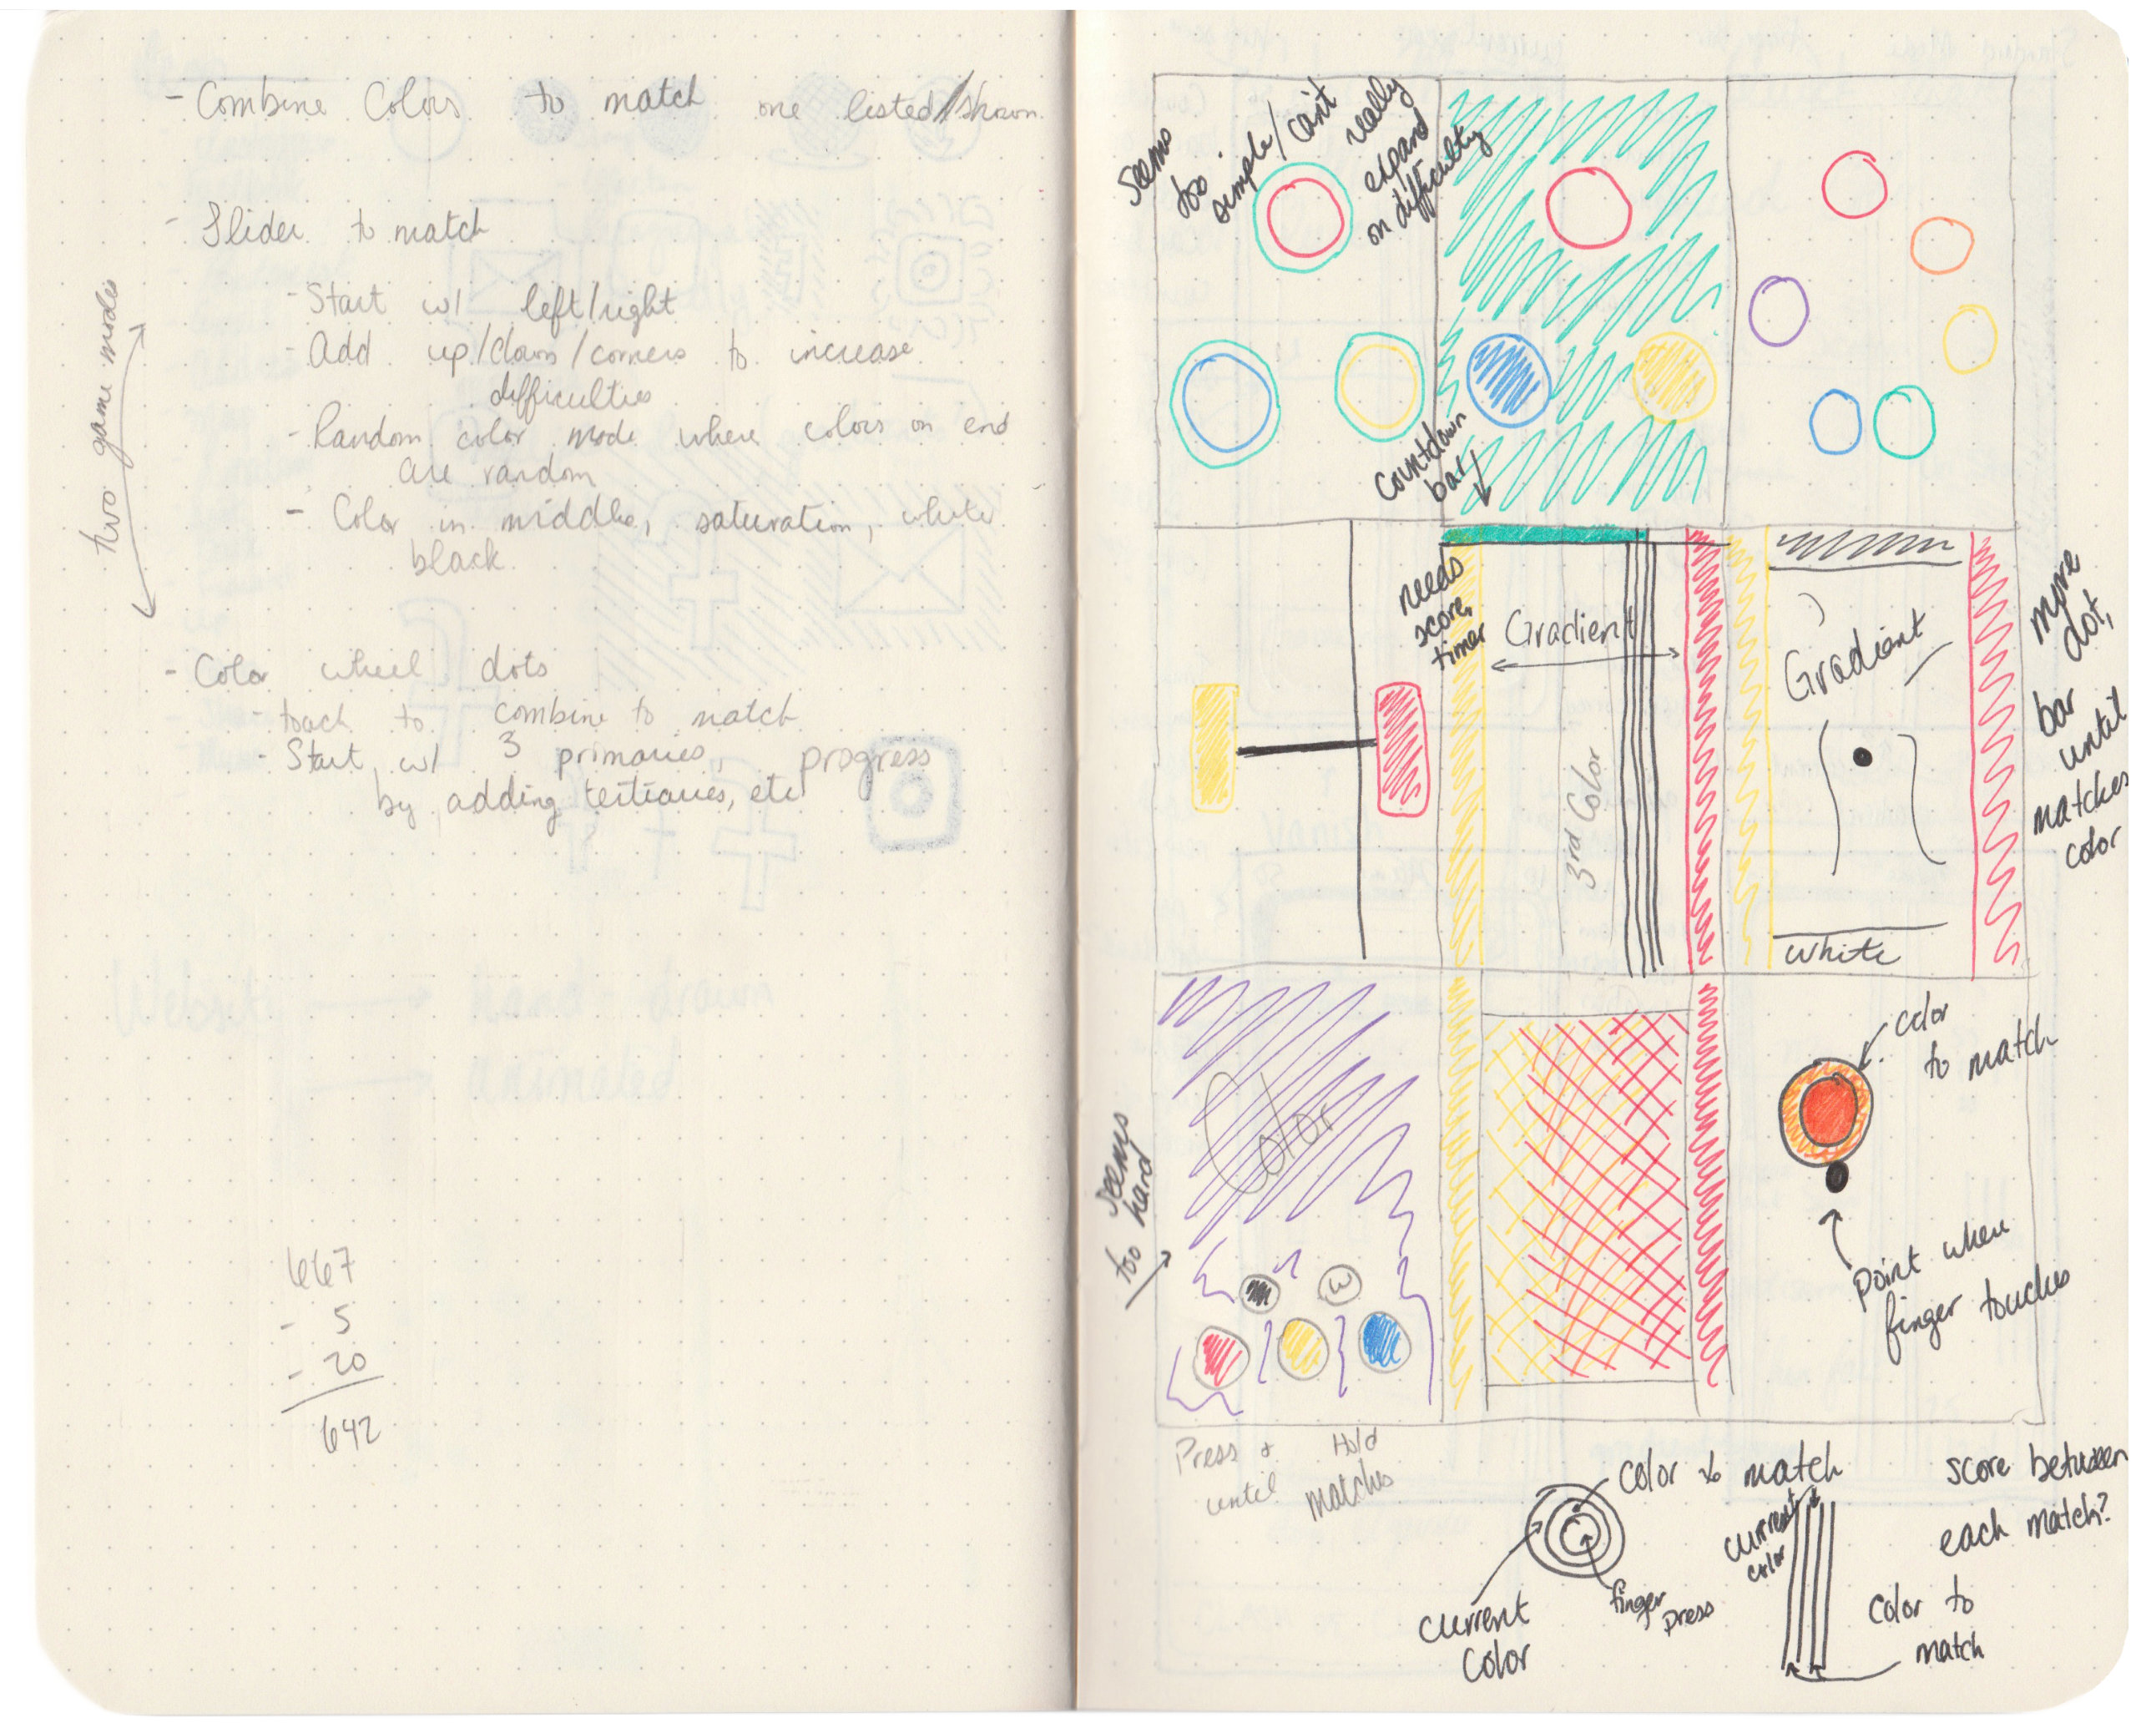 - Combine Colors to match one listed/shown.
- Slider to match
- Start w/ left/right
- Add up/down/corners to increase
difficulties
- Random color mode where colors on end
are random
- Color in middle, saturation, white
black
two game modes
- Color wheel dots
- touch to combine to match
- Start w/ 3 primaries, progress
by adding tertiaries, etc
667
- 5
- 20
642
Seems
too
simple/can't
really
expand
on difficulty
Countdown
bar
needs
score,
timer
Gradient
3rd Color
Gradient
white
move
dot,
bar
until
matches
color
Color
seems
too hard
color
to match
point when
finger touches
Press + Hold
until matches
color to match
current
color
finger
press
current
color
color to
match
score between
each match?